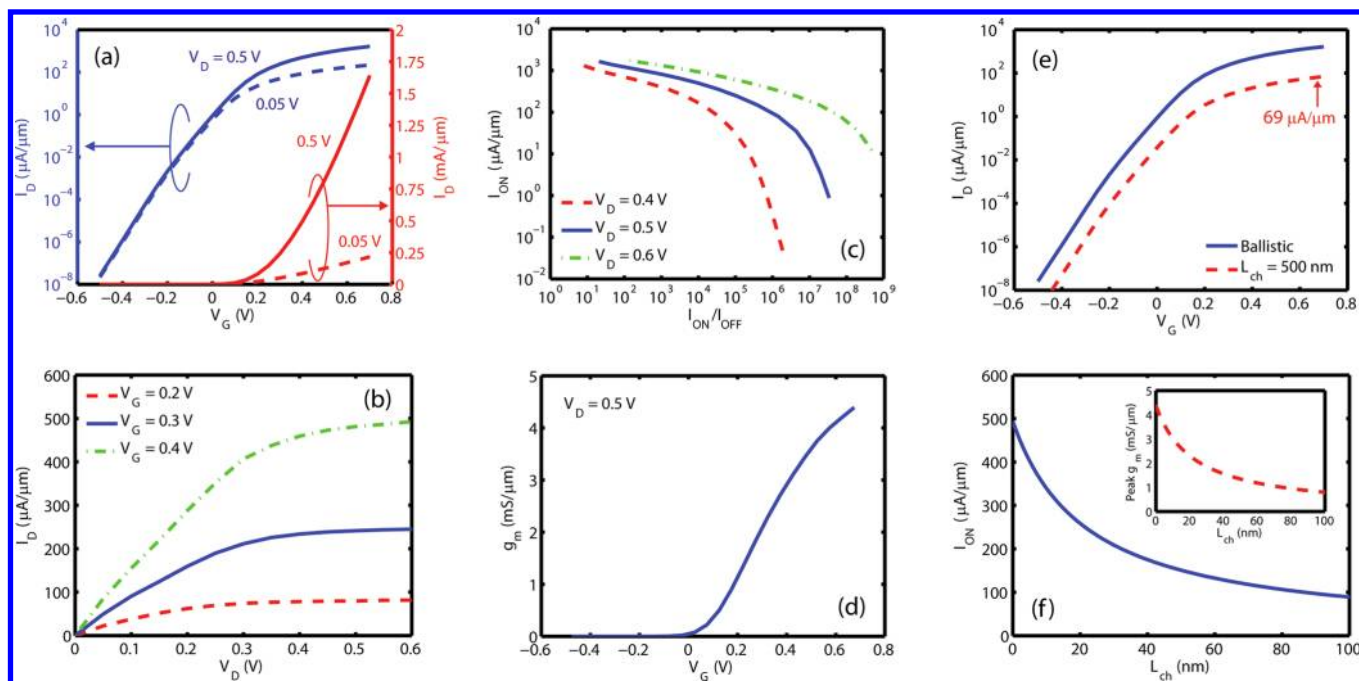 (a)
V_D = 0.5 V
0.05 V
0.5 V
0.05 V
10^4
10^2
10^0
10^-2
10^-4
10^-6
10^-8
I_D (μA/μm)
2
1.75
1.5
1.25
1
0.75
0.5
0.25
0
I_D (mA/μm)
−0.6 −0.4 −0.2 0 0.2 0.4 0.6 0.8
V_G (V)
10^4
10^3
10^2
10^1
10^0
10^-1
10^-2
I_ON (μA/μm)
V_D = 0.4 V
V_D = 0.5 V
V_D = 0.6 V
(c)
10^0 10^1 10^2 10^3 10^4 10^5 10^6 10^7 10^8 10^9
I_ON/I_OFF
10^4
10^2
10^0
10^-2
10^-4
10^-6
10^-8
I_D (μA/μm)
(e)
69 μA/μm
Ballistic
L_ch = 500 nm
−0.6 −0.4 −0.2 0 0.2 0.4 0.6 0.8
V_G (V)
600
500
400
300
200
100
0
I_D (μA/μm)
V_G = 0.2 V
V_G = 0.3 V
V_G = 0.4 V
(b)
0 0.1 0.2 0.3 0.4 0.5 0.6
V_D (V)
5
4
3
2
1
0
g_m (mS/μm)
V_D = 0.5 V
(d)
−0.6 −0.4 −0.2 0 0.2 0.4 0.6 0.8
V_G (V)
600
500
400
300
200
100
0
I_ON (μA/μm)
5
4
3
2
1
0
Peak g_m (mS/μm)
0 20 40 60 80 100
L_ch (nm)
(f)
0 20 40 60 80 100
L_ch (nm)